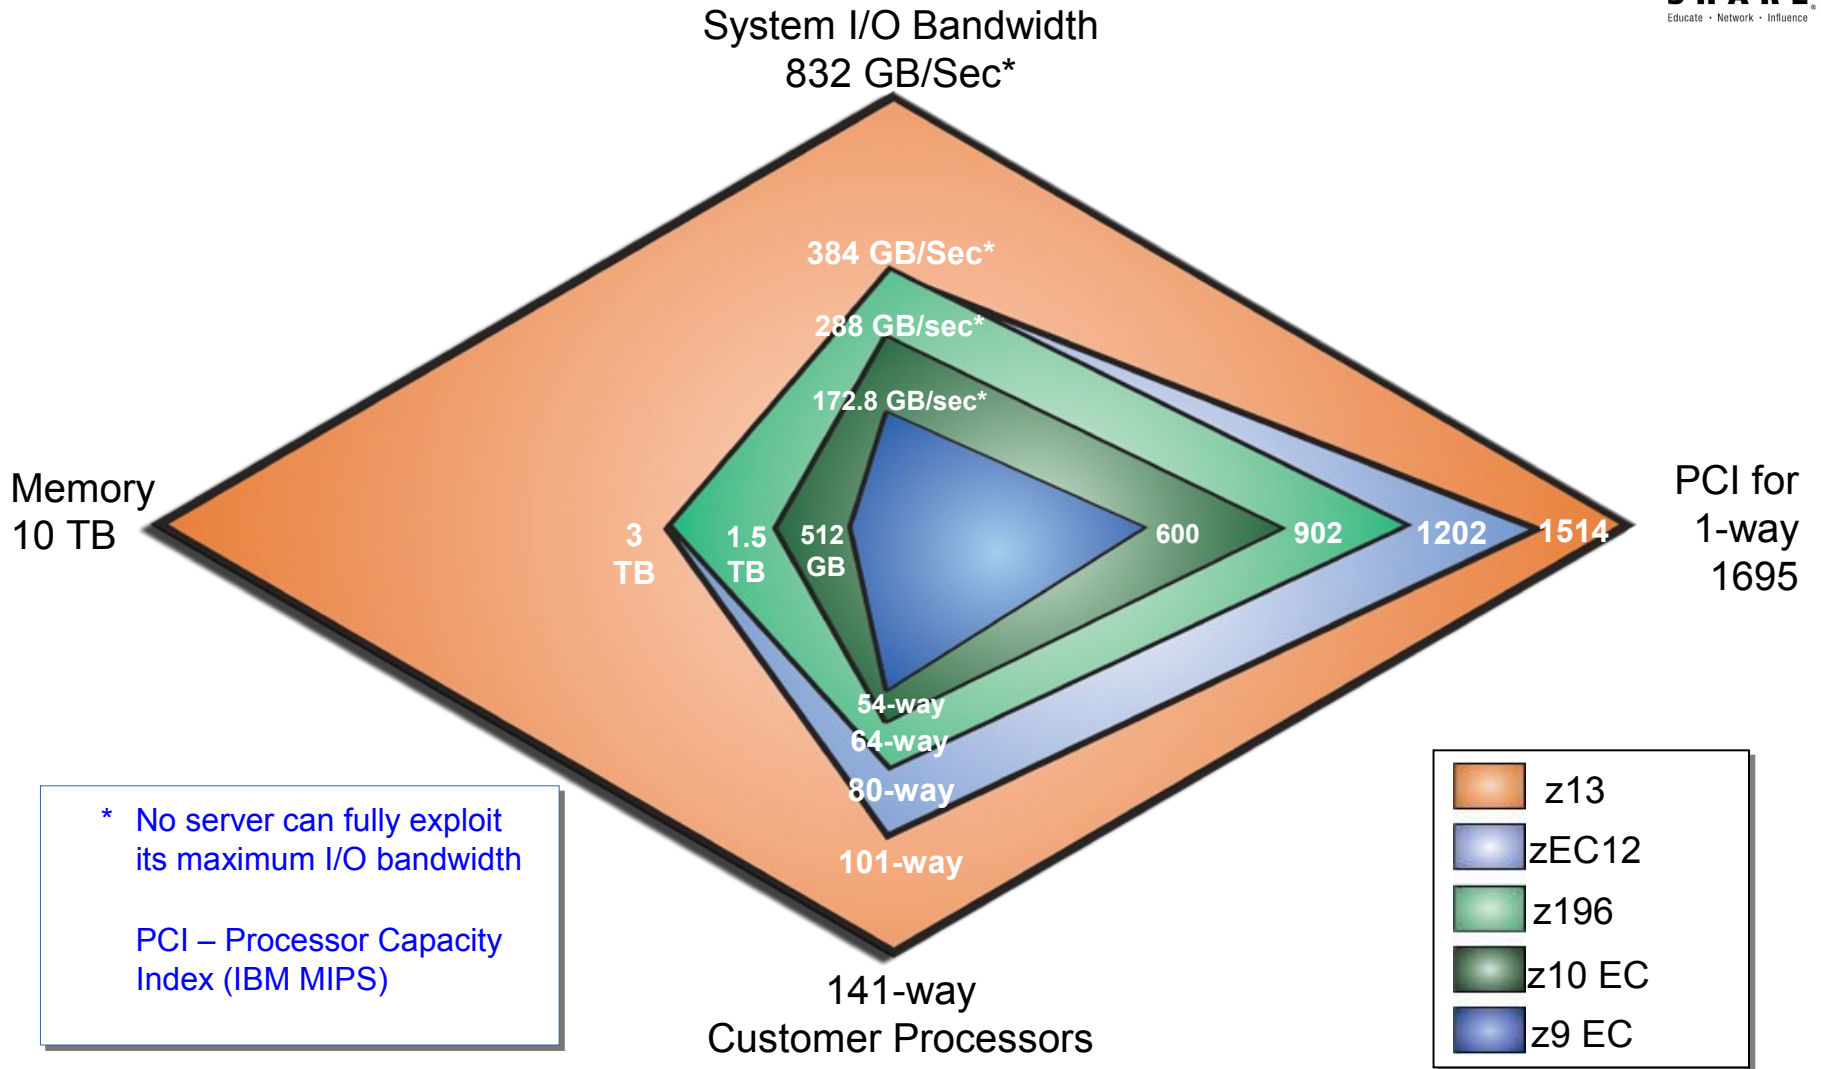 Educate · Network · Influence
System I/O Bandwidth
832 GB/Sec*
384 GB/Sec*
288 GB/sec*
172.8 GB/sec*
Memory
10 TB
3
TB
1.5
TB
512
GB
600
902
1202
1514
PCI for
1-way
1695
54-way
64-way
80-way
101-way
141-way
Customer Processors
* No server can fully exploit
its maximum I/O bandwidth
PCI – Processor Capacity
Index (IBM MIPS)
z13
zEC12
z196
z10 EC
z9 EC